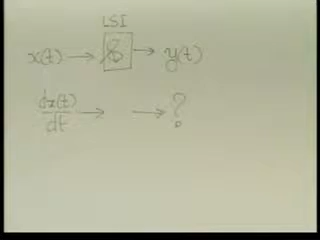 LSI
x(t) → 𝒮 → y(t)
dx(t)/dt → → ?